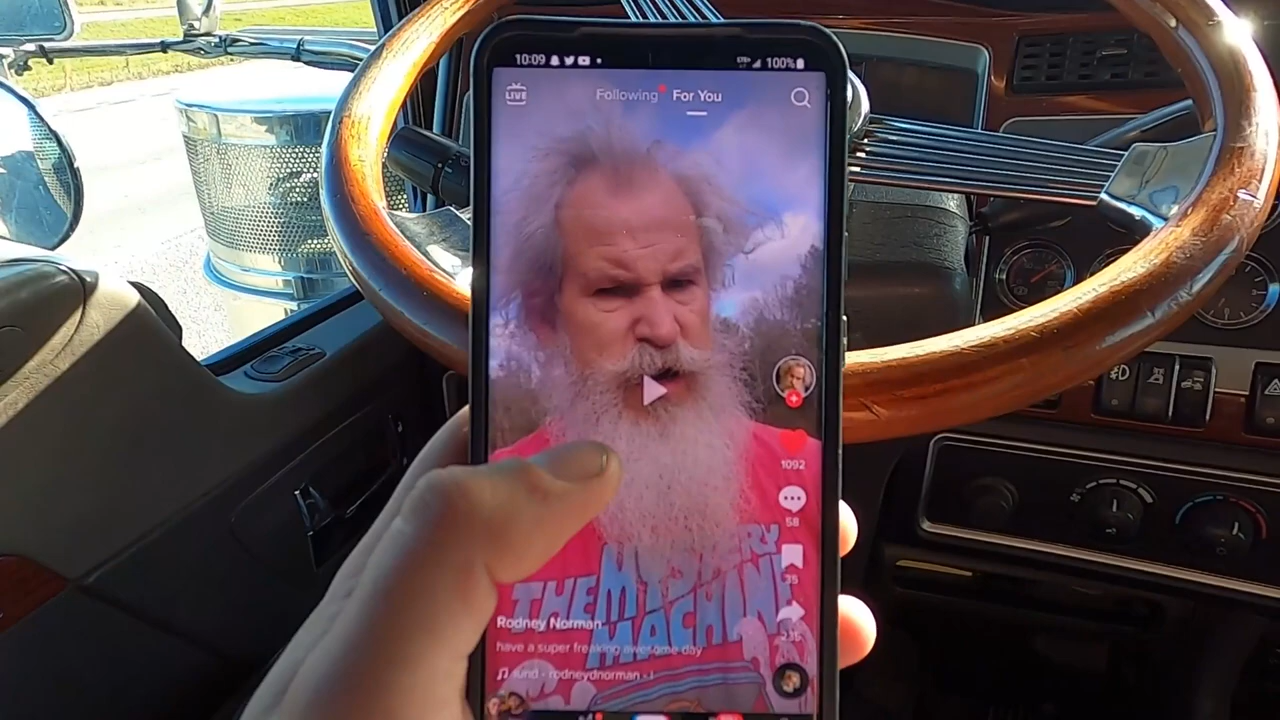 10:09
100%
LIVE
Following
For You
1092
58
35
THE MYSTERY
MACHINE
Rodney Norman
have a super freaking awesome day
- rodneydnorman -